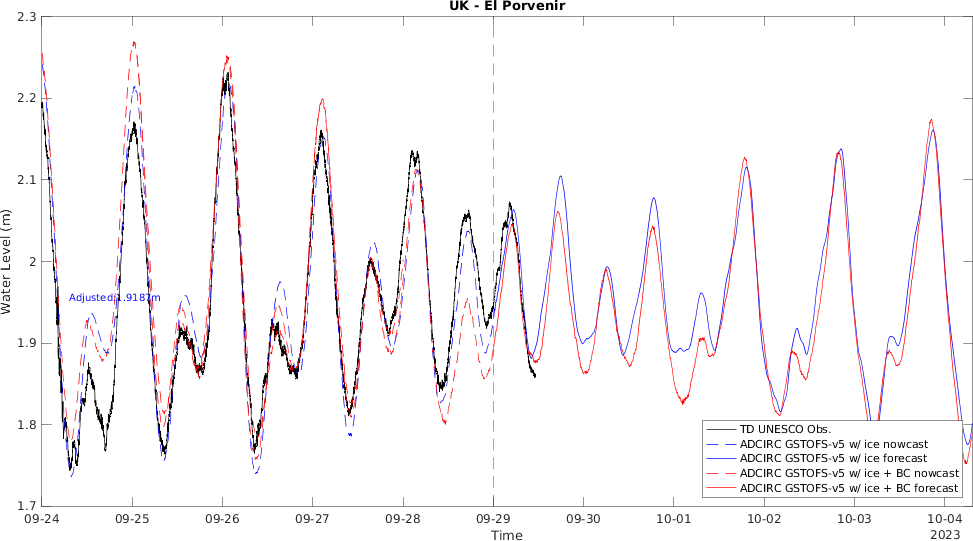 UK - El Porvenir
2.3
2.2
2.1
2
1.9
1.8
1.7
Water Level (m)
Adjusted:1.9187m
TD UNESCO Obs.
ADCIRC GSTOFS-v5 w/ ice nowcast
ADCIRC GSTOFS-v5 w/ ice forecast
ADCIRC GSTOFS-v5 w/ ice + BC nowcast
ADCIRC GSTOFS-v5 w/ ice + BC forecast
09-24 09-25 09-26 09-27 09-28 09-29 09-30 10-01 10-02 10-03 10-04
Time
2023